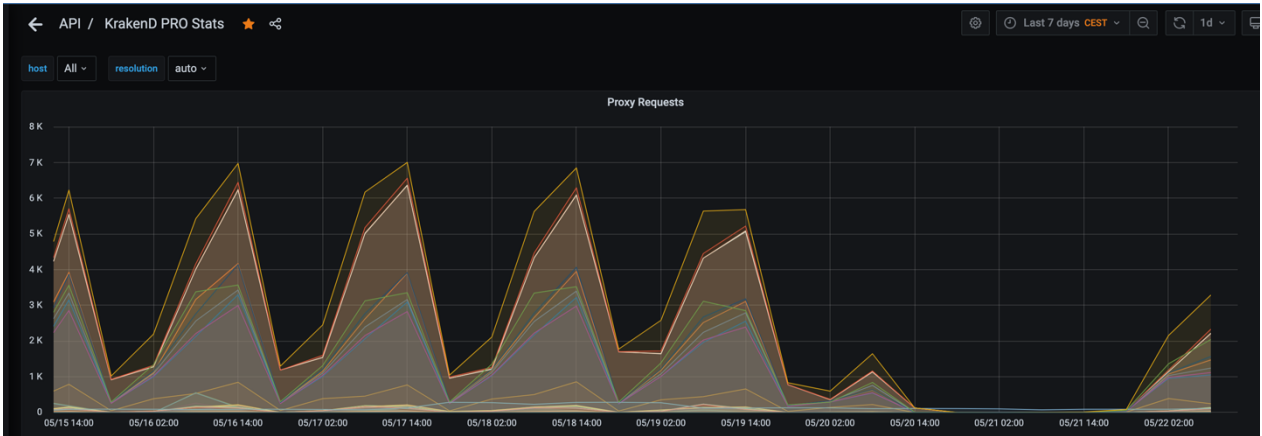 API / KrakenD PRO Stats
Last 7 days CEST
1d
host All resolution auto
Proxy Requests
8 K
7 K
6 K
5 K
4 K
3 K
2 K
1 K
0
05/15 14:00 05/16 02:00 05/16 14:00 05/17 02:00 05/17 14:00 05/18 02:00 05/18 14:00 05/19 02:00 05/19 14:00 05/20 02:00 05/20 14:00 05/21 02:00 05/21 14:00 05/22 02:00